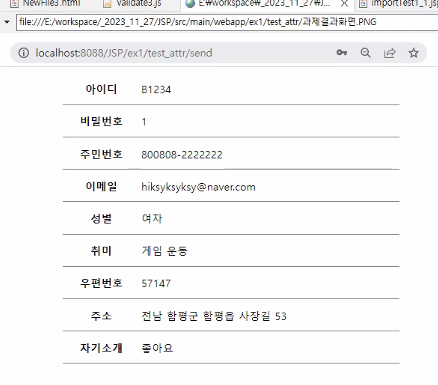 NewFile3.html validate3.js E:\workspace\_2023_11_27\J... importTest1_1.jsp
file://E:/workspace/_2023_11_27/JSP/src/main/webapp/ex1/test_attr/과제결과화면.PNG
localhost:8088/JSP/ex1/test_attr/send
아이디 B1234
비밀번호 1
주민번호 800808-2222222
이메일 hiksyksyksy@naver.com
성별 여자
취미 게임 운동
우편번호 57147
주소 전남 함평군 함평읍 사장길 53
자기소개 좋아요